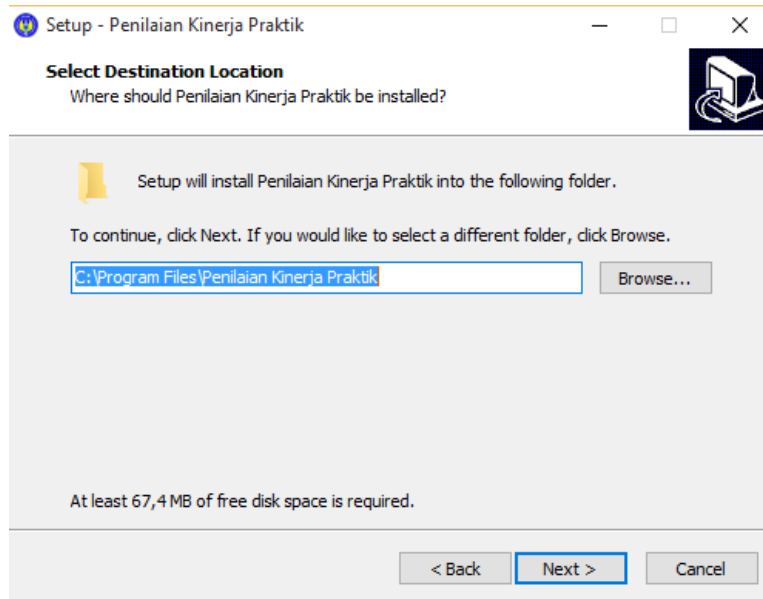 Setup - Penilaian Kinerja Praktik
Select Destination Location
Where should Penilaian Kinerja Praktik be installed?
Setup will install Penilaian Kinerja Praktik into the following folder.
To continue, click Next. If you would like to select a different folder, click Browse.
C:\Program Files\Penilaian Kinerja Praktik
Browse...
At least 67,4 MB of free disk space is required.
< Back
Next >
Cancel